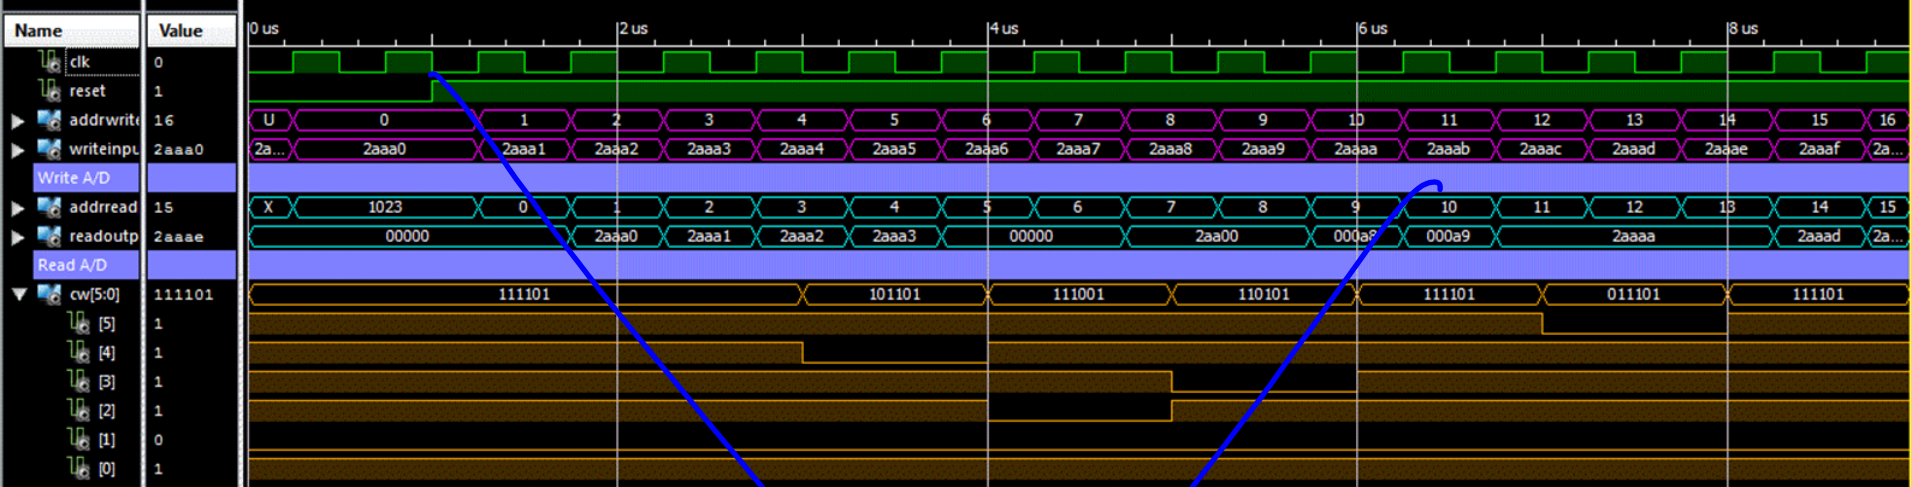 Name Value 0 us 2 us 4 us 6 us 8 us
clk 0
reset 1
addrwrite 16 U 0 1 2 3 4 5 6 7 8 9 10 11 12 13 14 15 16
writeinpu 2aaa0 2a... 2aaa0 2aaa1 2aaa2 2aaa3 2aaa4 2aaa5 2aaa6 2aaa7 2aaa8 2aaa9 2aaaa 2aaab 2aaac 2aaad 2aaae 2aaaf 2a...
Write A/D
addrread 15 X 1023 0 1 2 3 4 5 6 7 8 9 10 11 12 13 14 15
readoutp 2aaae 00000 2aaa0 2aaa1 2aaa2 2aaa3 00000 2aa00 000a8 000a9 2aaaa 2aaad 2a...
Read A/D
cw[5:0] 111101 111101 101101 111001 110101 111101 011101 111101
[5] 1
[4] 1
[3] 1
[2] 1
[1] 0
[0] 1